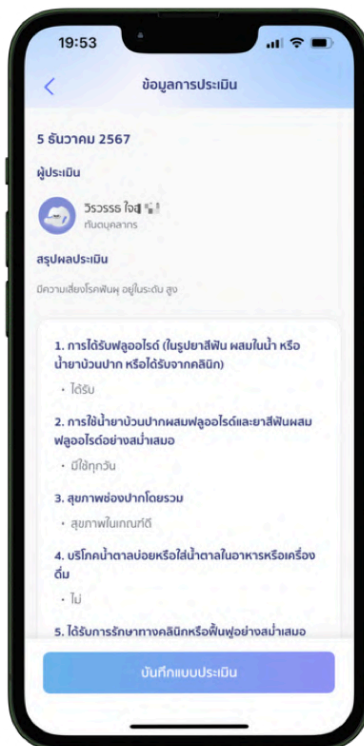 19:53
ข้อมูลการประเมิน
5 ธันวาคม 2567
ผู้ประเมิน
วิรวรรธ
ทันตบุคลากร
สรุปผลประเมิน
มีความเสี่ยงโรคฟันผุ อยู่ในระดับ สูง
1. การได้รับฟลูออไรด์ (ในรูปยาสีฟัน ผสมในน้ำ หรือ
น้ำยาบ้วนปาก หรือได้รับจากคลินิก)
• ได้รับ
2. การใช้น้ำยาบ้วนปากผสมฟลูออไรด์และยาสีฟันผสม
ฟลูออไรด์อย่างสม่ำเสมอ
• มีใช้ทุกวัน
3. สุขภาพช่องปากโดยรวม
• สุขภาพในเกณฑ์ดี
4. บริโภคน้ำตาลบ่อยหรือใส่น้ำตาลในอาหารหรือเครื่อง
ดื่ม
• ไม่
5. ได้รับการรักษาทางคลินิกหรือฟื้นฟูอย่างสม่ำเสมอ
บันทึกแบบประเมิน